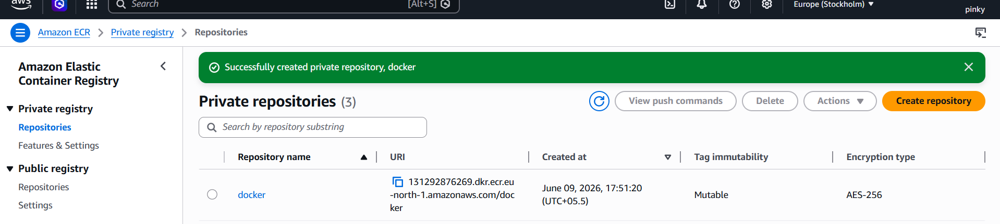 aws
Search
[Alt+S]
Europe (Stockholm)
pinky
Amazon ECR
Private registry
Repositories
Amazon Elastic
Container Registry
Private registry
Repositories
Features & Settings
Public registry
Repositories
Settings
Successfully created private repository, docker
Private repositories (3)
View push commands
Delete
Actions
Create repository
Search by repository substring
Repository name
URI
Created at
Tag immutability
Encryption type
docker
131292876269.dkr.ecr.eu
-north-1.amazonaws.com/doc
ker
June 09, 2026, 17:51:20
(UTC+05.5)
Mutable
AES-256